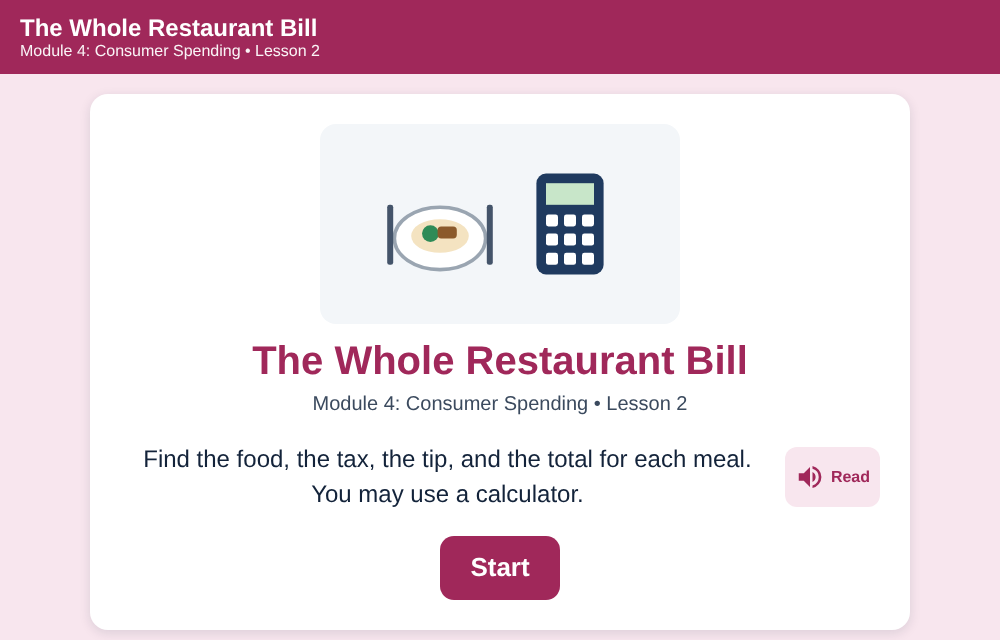 The Whole Restaurant Bill
Module 4: Consumer Spending • Lesson 2
The Whole Restaurant Bill
Module 4: Consumer Spending • Lesson 2
Find the food, the tax, the tip, and the total for each meal.
You may use a calculator.
Read
Start